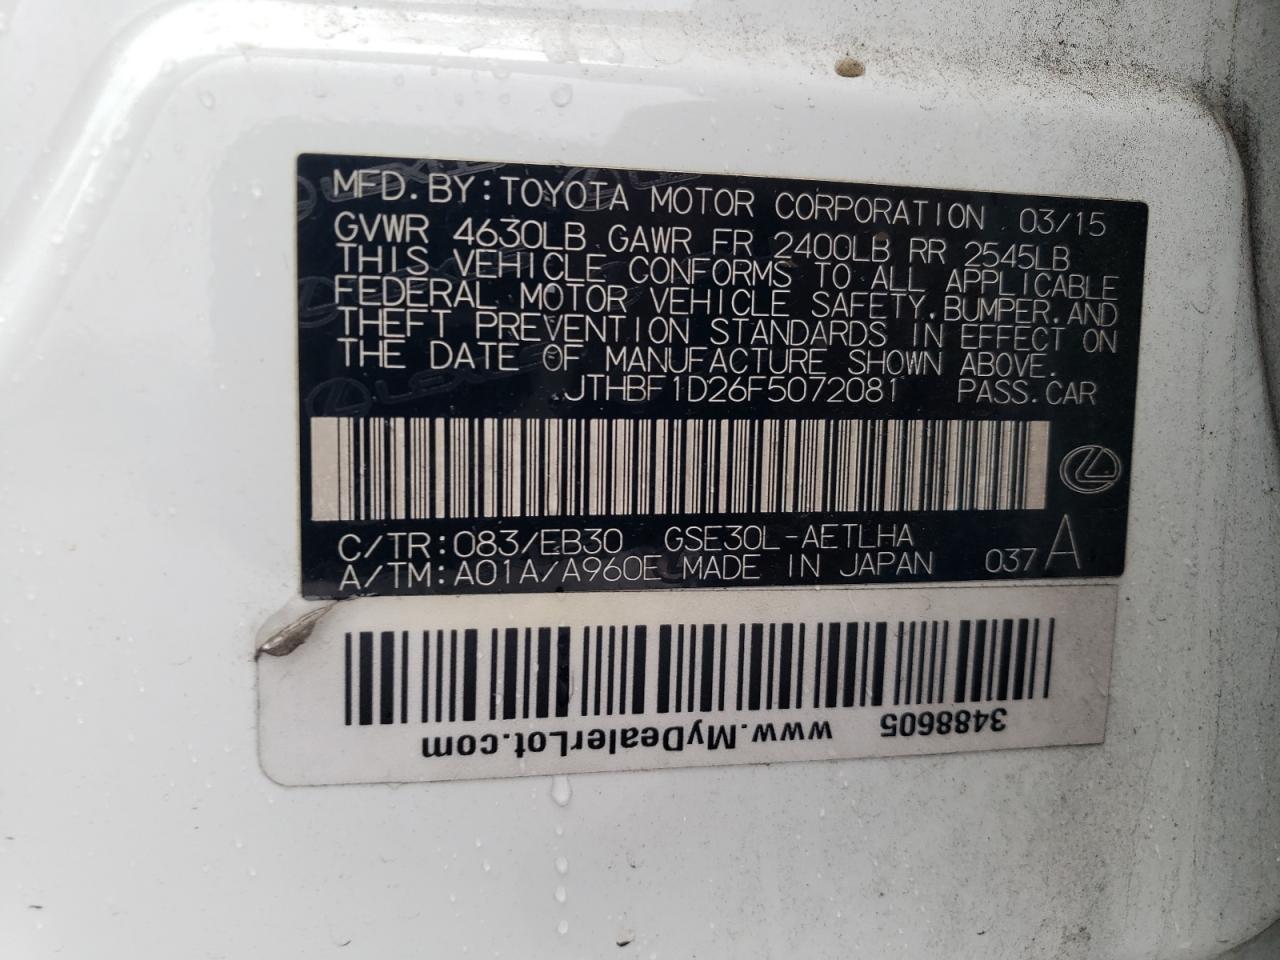 MFD. BY: TOYOTA MOTOR CORPORATION 03/15
GVWR 4630LB GAWR FR 2400LB RR 2545LB
THIS VEHICLE CONFORMS TO ALL APPLICABLE
FEDERAL MOTOR VEHICLE SAFETY, BUMPER, AND
THEFT PREVENTION STANDARDS IN EFFECT ON
THE DATE OF MANUFACTURE SHOWN ABOVE.
JTHBF1D26F5072081 PASS. CAR
C/TR: 083/EB30 GSE30L-AETLHA
A/TM: A01A/A960E MADE IN JAPAN 037 A
3488605 www.MyDealerLot.com